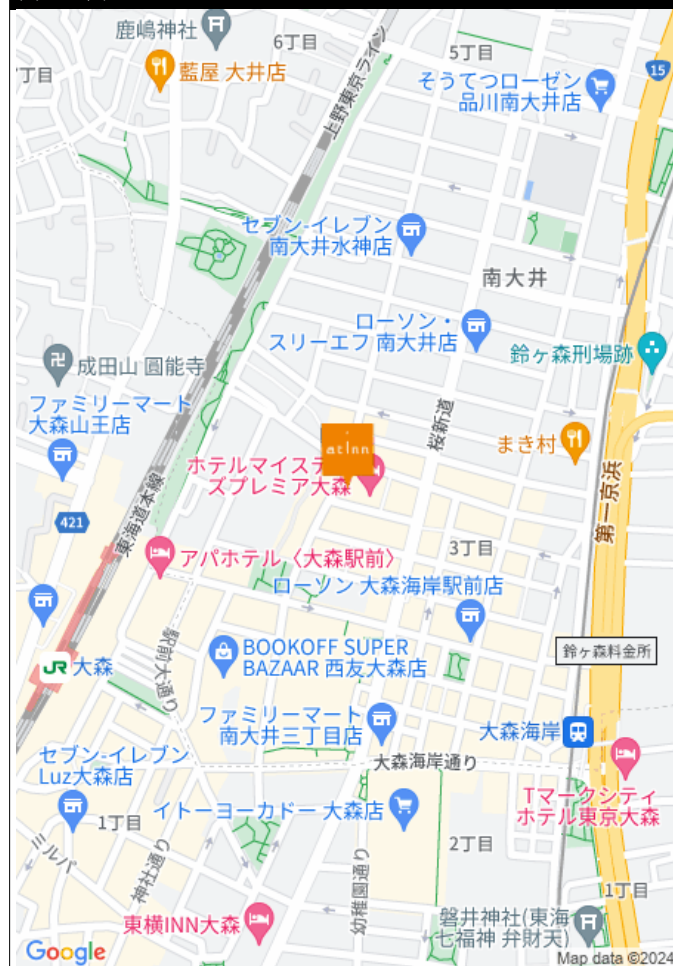 鹿嶋神社
6丁目
5丁目
15
丁目
藍屋 大井店
上野東京ライン
そうてつローゼン
品川南大井店
セブン-イレブン
南大井水神店
南大井
ローソン・
スリーエフ 南大井店
鈴ヶ森刑場跡
成田山 圓能寺
ファミリーマート
大森山王店
桜新道
atinn
まき村
ホテルマイステ
ズプレミア大森
東海道本線
第一京浜
421
アパホテル〈大森駅前〉
3丁目
ローソン 大森海岸駅前店
BOOKOFF SUPER
BAZAAR 西友大森店
鈴ヶ森料金所
JR 大森
駅前大通り
ファミリーマート
南大井三丁目店
大森海岸
セブン-イレブン
Luz大森店
大森海岸通り
Tマークシティ
ホテル東京大森
イトーヨーカドー 大森店
1丁目
ミルパ
2丁目
神社通り
幼稚園通り
1丁目
東横INN大森
磐井神社(東海
七福神 弁財天)
Google
Map data ©2024